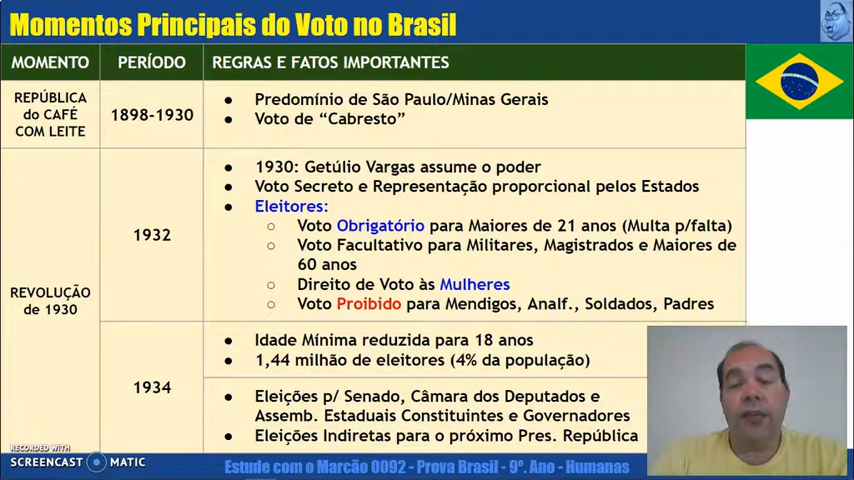 Momentos Principais do Voto no Brasil
MOMENTO
PERÍODO
REGRAS E FATOS IMPORTANTES
REPÚBLICA
do CAFÉ
COM LEITE
1898-1930
● Predomínio de São Paulo/Minas Gerais
● Voto de “Cabresto”
REVOLUÇÃO
de 1930
1932
● 1930: Getúlio Vargas assume o poder
● Voto Secreto e Representação proporcional pelos Estados
● Eleitores:
○ Voto Obrigatório para Maiores de 21 anos (Multa p/falta)
○ Voto Facultativo para Militares, Magistrados e Maiores de
60 anos
○ Direito de Voto às Mulheres
○ Voto Proibido para Mendigos, Analf., Soldados, Padres
1934
● Idade Mínima reduzida para 18 anos
● 1,44 milhão de eleitores (4% da população)
● Eleições p/ Senado, Câmara dos Deputados e
Assemb. Estaduais Constituintes e Governadores
● Eleições Indiretas para o próximo Pres. República
RECORDED WITH
SCREENCAST MATIC
Estude com o Marcão 0092 - Prova Brasil - 9º. Ano - Humanas